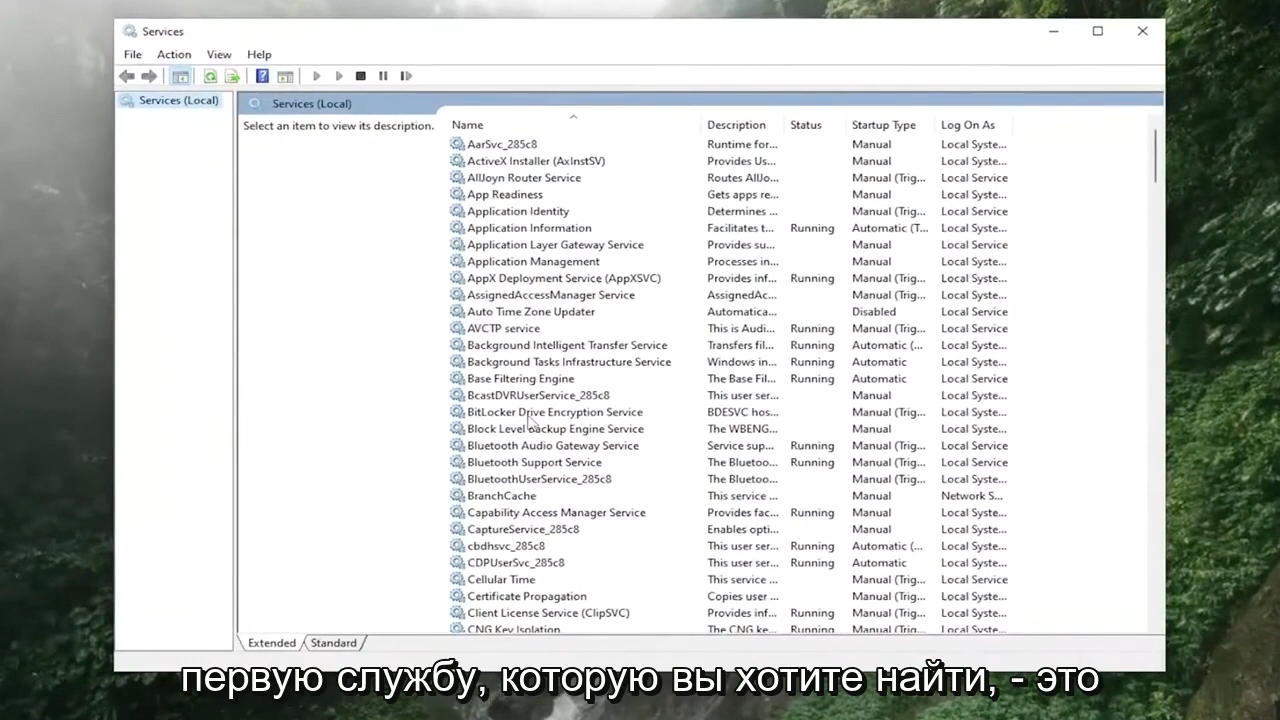 Services
File Action View Help
Services (Local)
Services (Local)
Select an item to view its description.
Name Description Status Startup Type Log On As
AarSvc_285c8 Runtime for... Manual Local Syste...
ActiveX Installer (AxInstSV) Provides Us... Manual Local Syste...
AllJoyn Router Service Routes AllJo... Manual (Trig... Local Service
App Readiness Gets apps re... Manual Local Syste...
Application Identity Determines ... Manual (Trig... Local Service
Application Information Facilitates t... Running Automatic (T... Local Syste...
Application Layer Gateway Service Provides su... Manual Local Service
Application Management Processes in... Manual Local Syste...
AppX Deployment Service (AppXSVC) Provides inf... Running Manual (Trig... Local Syste...
AssignedAccessManager Service AssignedAc... Manual (Trig... Local Syste...
Auto Time Zone Updater Automatica... Disabled Local Service
AVCTP service This is Audi... Running Manual (Trig... Local Service
Background Intelligent Transfer Service Transfers fil... Running Automatic (... Local Syste...
Background Tasks Infrastructure Service Windows in... Running Automatic Local Syste...
Base Filtering Engine The Base Fil... Running Automatic Local Service
BcastDVRUserService_285c8 This user ser... Manual Local Syste...
BitLocker Drive Encryption Service BDESVC hos... Manual (Trig... Local Syste...
Block Level Backup Engine Service The WBENG... Manual Local Syste...
Bluetooth Audio Gateway Service Service sup... Running Manual (Trig... Local Service
Bluetooth Support Service The Bluetoo... Running Manual (Trig... Local Service
BluetoothUserService_285c8 The Bluetoo... Manual (Trig... Local Syste...
BranchCache This service ... Manual Network S...
Capability Access Manager Service Provides fac... Running Manual Local Syste...
CaptureService_285c8 Enables opti... Manual Local Syste...
cbdhsvc_285c8 This user ser... Running Automatic (... Local Syste...
CDPUserSvc_285c8 This user ser... Running Automatic Local Syste...
Cellular Time This service ... Manual (Trig... Local Service
Certificate Propagation Copies user ... Manual (Trig... Local Syste...
Client License Service (ClipSVC) Provides inf... Running Manual (Trig... Local Syste...
CNG Key Isolation The CNG ke... Running Manual (Trig... Local Syste...
Extended Standard
первую службу, которую вы хотите найти, - это